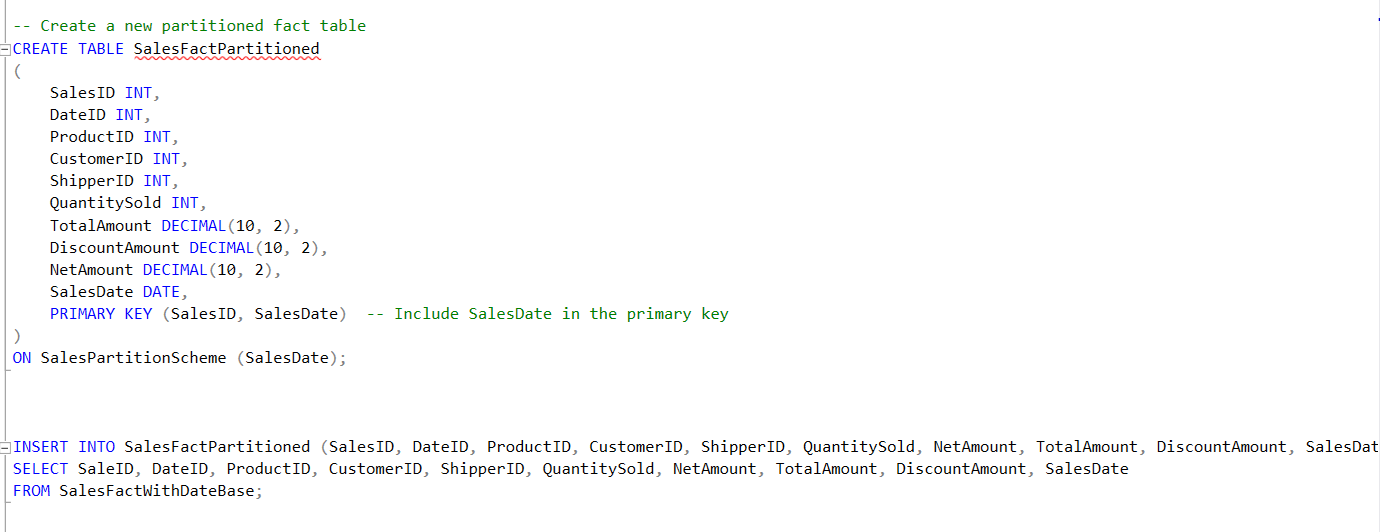 -- Create a new partitioned fact table
CREATE TABLE SalesFactPartitioned
(
SalesID INT,
DateID INT,
ProductID INT,
CustomerID INT,
ShipperID INT,
QuantitySold INT,
TotalAmount DECIMAL(10, 2),
DiscountAmount DECIMAL(10, 2),
NetAmount DECIMAL(10, 2),
SalesDate DATE,
PRIMARY KEY (SalesID, SalesDate)  -- Include SalesDate in the primary key
)
ON SalesPartitionScheme (SalesDate);
INSERT INTO SalesFactPartitioned (SalesID, DateID, ProductID, CustomerID, ShipperID, QuantitySold, NetAmount, TotalAmount, DiscountAmount, SalesDat
SELECT SaleID, DateID, ProductID, CustomerID, ShipperID, QuantitySold, NetAmount, TotalAmount, DiscountAmount, SalesDate
FROM SalesFactWithDateBase;